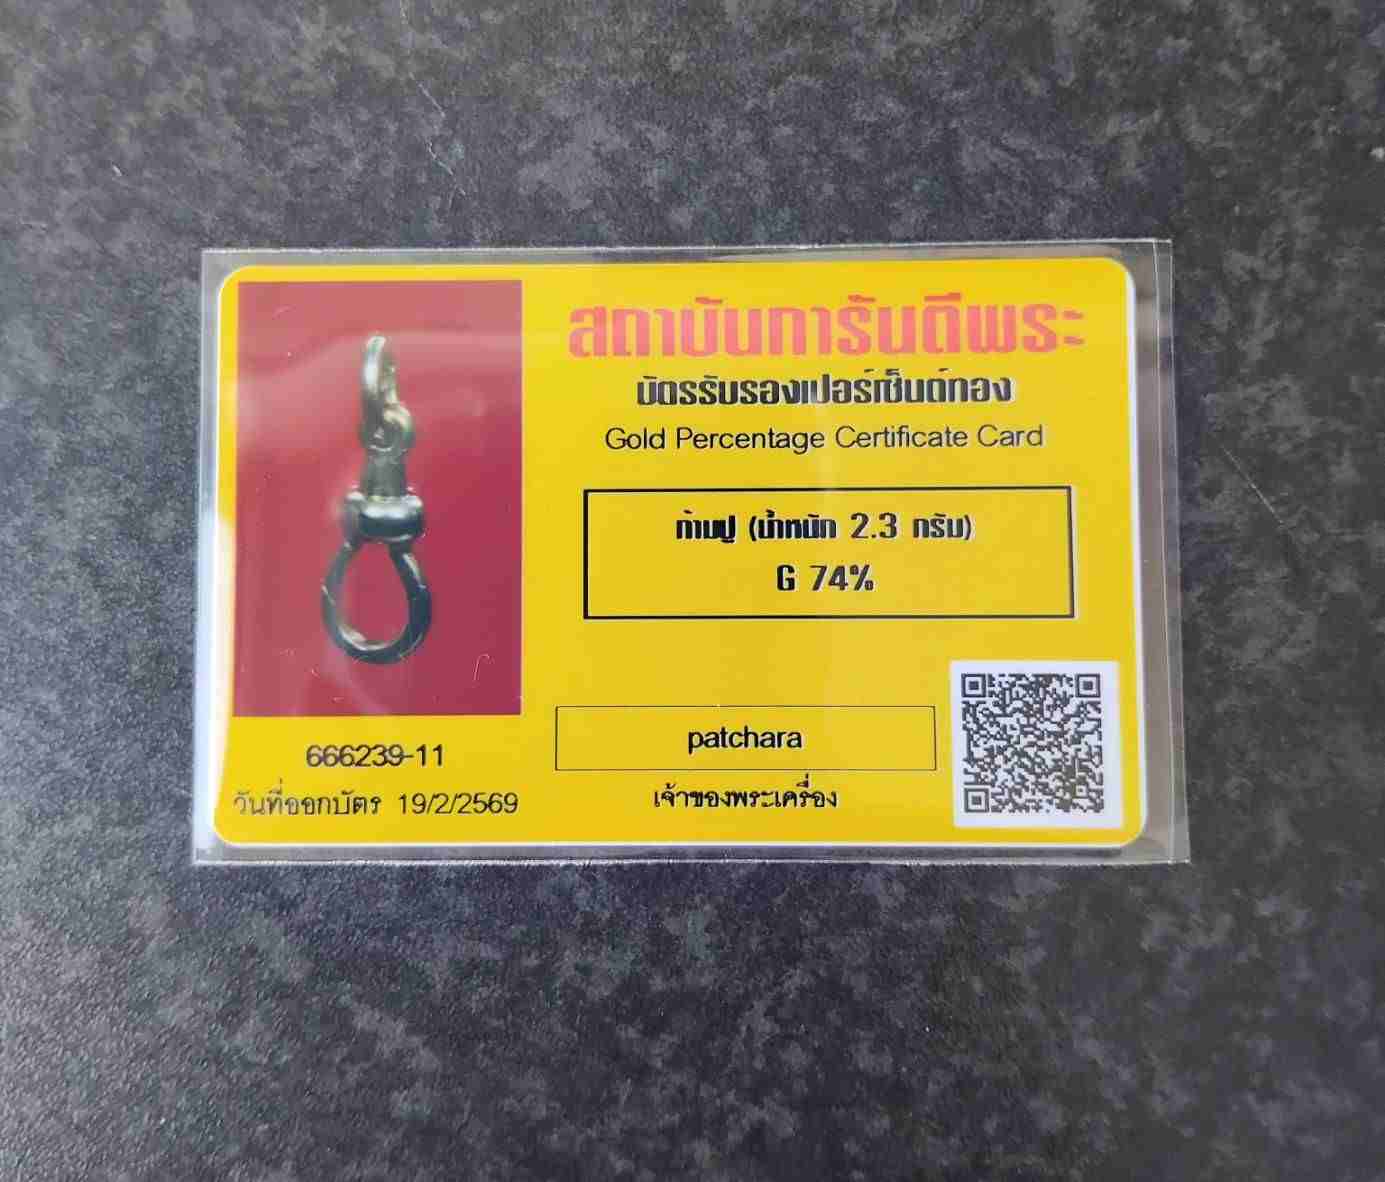 สถาบันการันตีพระ
บัตรรับรองเปอร์เซ็นต์ทอง
Gold Percentage Certificate Card
ก้ามปู (น้ำหนัก 2.3 กรัม)
G 74%
patchara
เจ้าของพระเครื่อง
666239-11
วันที่ออกบัตร 19/2/2569